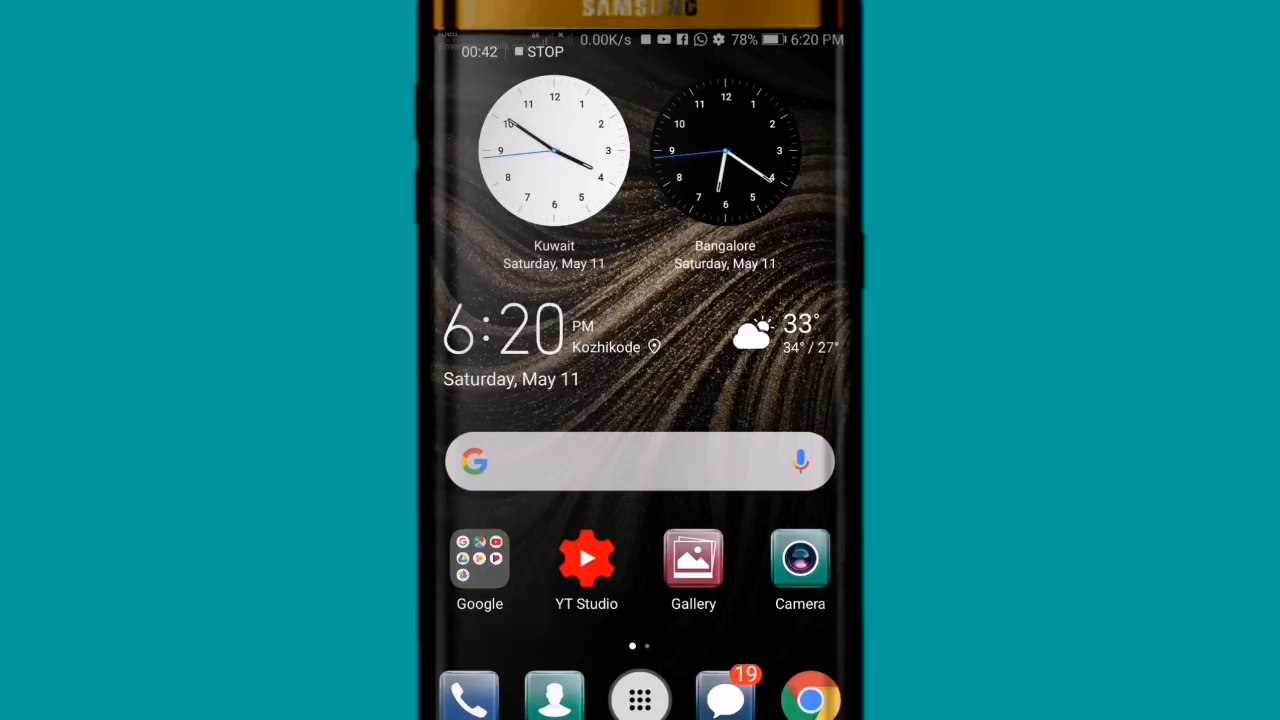 SAMSUNG
0.00K/s 78% 6:20 PM
00:42 STOP
12 1 2 3 4 5 6 7 8 9 10 11
12 1 2 3 4 5 6 7 8 9 10 11
Kuwait
Saturday, May 11
Bangalore
Saturday, May 11
6:20 PM
Kozhikode
33°
34° / 27°
Saturday, May 11
Google
YT Studio
Gallery
Camera
19